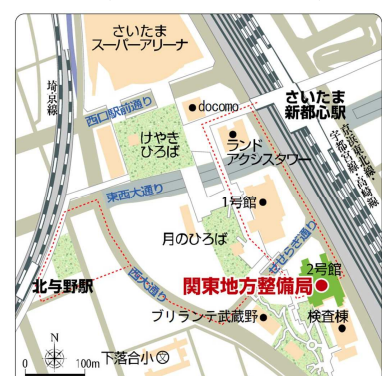 さいたま
スーパーアリーナ
埼・京線
西口駅前通り
docomo
さいたま
新都心駅
けやき
ひろば
ランド
アクシスタワー
京浜東北線
宇都宮線・高崎線
東西大通り
1号館
月のひろば
せせらぎ通り
北与野駅
西大通り
2号館
関東地方整備局
ブリランテ武蔵野
検査棟
N
0 100m
下落合小
文